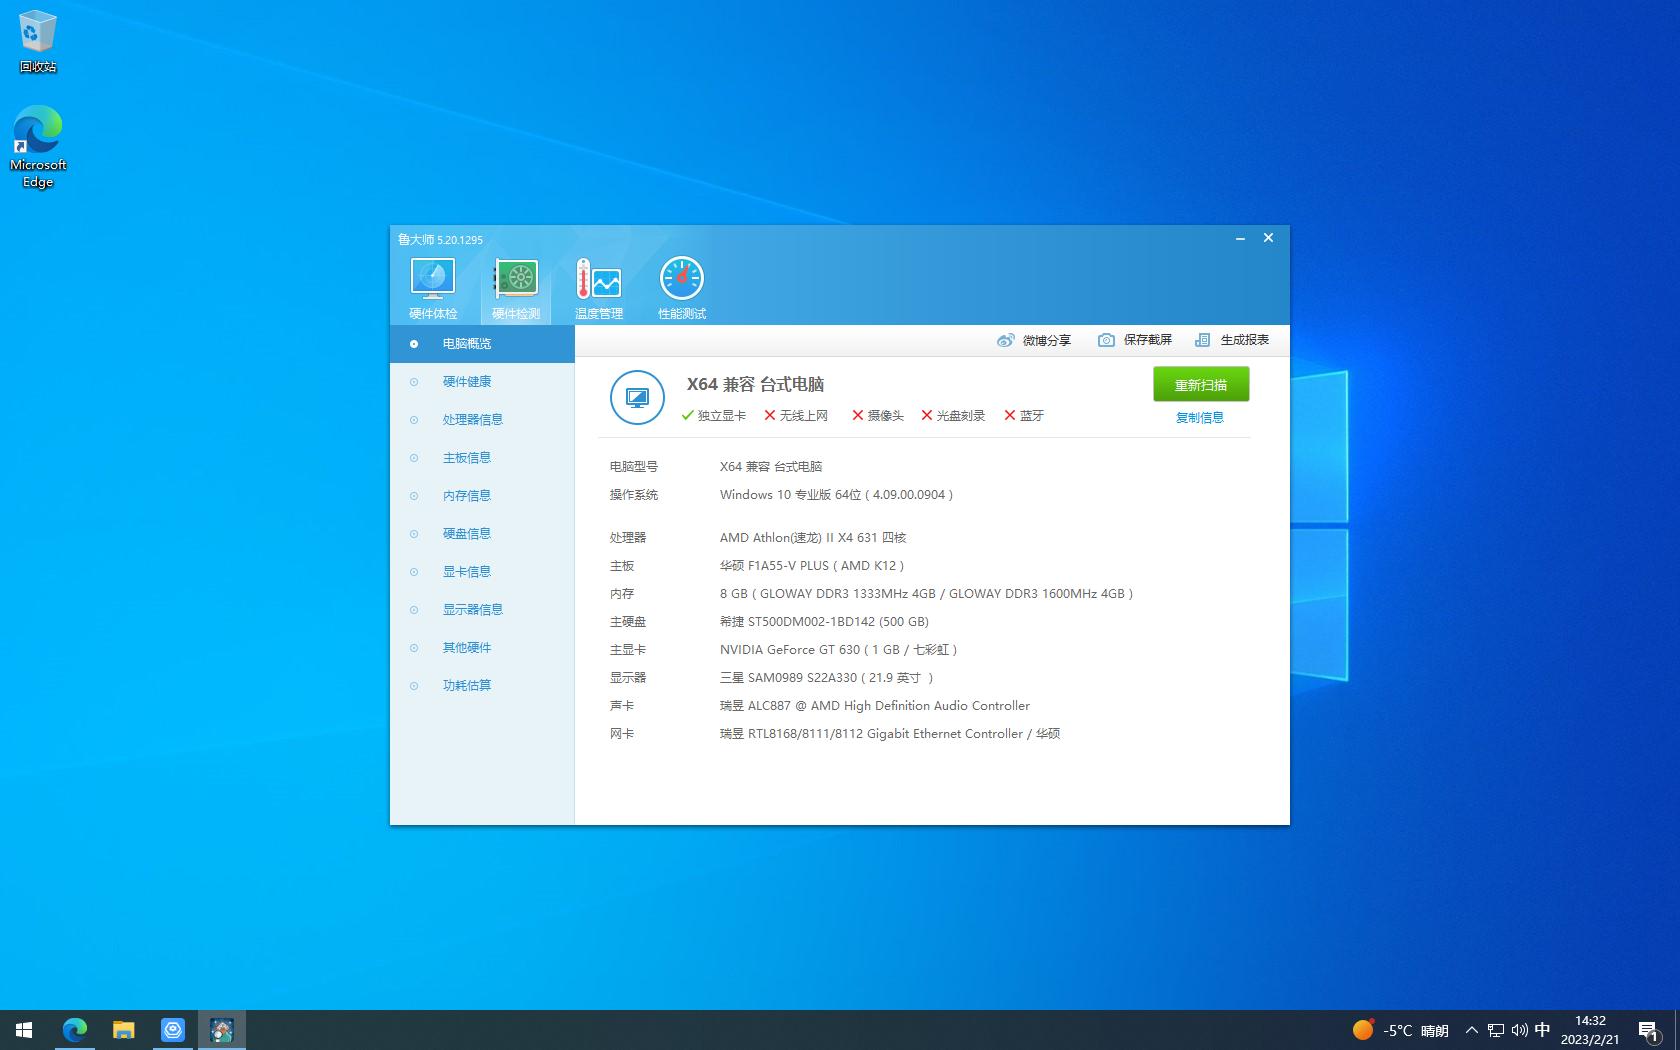 回收站
Microsoft
Edge
鲁大师 5.20.1295
硬件体检
硬件检测
温度管理
性能测试
微博分享
保存截屏
生成报表
电脑概览
硬件健康
处理器信息
主板信息
内存信息
硬盘信息
显卡信息
显示器信息
其他硬件
功耗估算
X64 兼容 台式电脑
重新扫描
独立显卡 无线上网 摄像头 光盘刻录 蓝牙
复制信息
电脑型号 X64 兼容 台式电脑
操作系统 Windows 10 专业版 64位 ( 4.09.00.0904 )
处理器 AMD Athlon(速龙) II X4 631 四核
主板 华硕 F1A55-V PLUS ( AMD K12 )
内存 8 GB ( GLOWAY DDR3 1333MHz 4GB / GLOWAY DDR3 1600MHz 4GB )
主硬盘 希捷 ST500DM002-1BD142 (500 GB)
主显卡 NVIDIA GeForce GT 630 ( 1 GB / 七彩虹 )
显示器 三星 SAM0989 S22A330 ( 21.9 英寸 )
声卡 瑞昱 ALC887 @ AMD High Definition Audio Controller
网卡 瑞昱 RTL8168/8111/8112 Gigabit Ethernet Controller / 华硕
-5°C 晴朗
中
14:32
2023/2/21
1